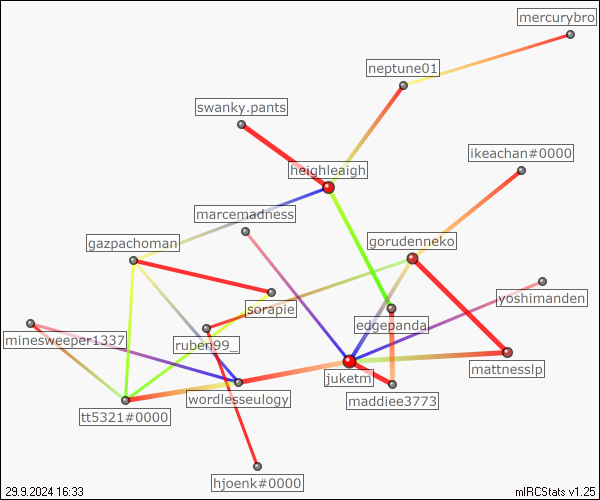 mercurybro
neptune01
swanky.pants
ikeachan#0000
heighleaigh
marcemadness
gorudenneko
gazpachoman
yoshimanden
sorapie
edgepanda
minesweeper1337
ruben99_
mattnesslp
juketm
wordlesseulogy
maddiee3773
tt5321#0000
hjoenk#0000
29.9.2024 16:33
mIRCStats v1.25